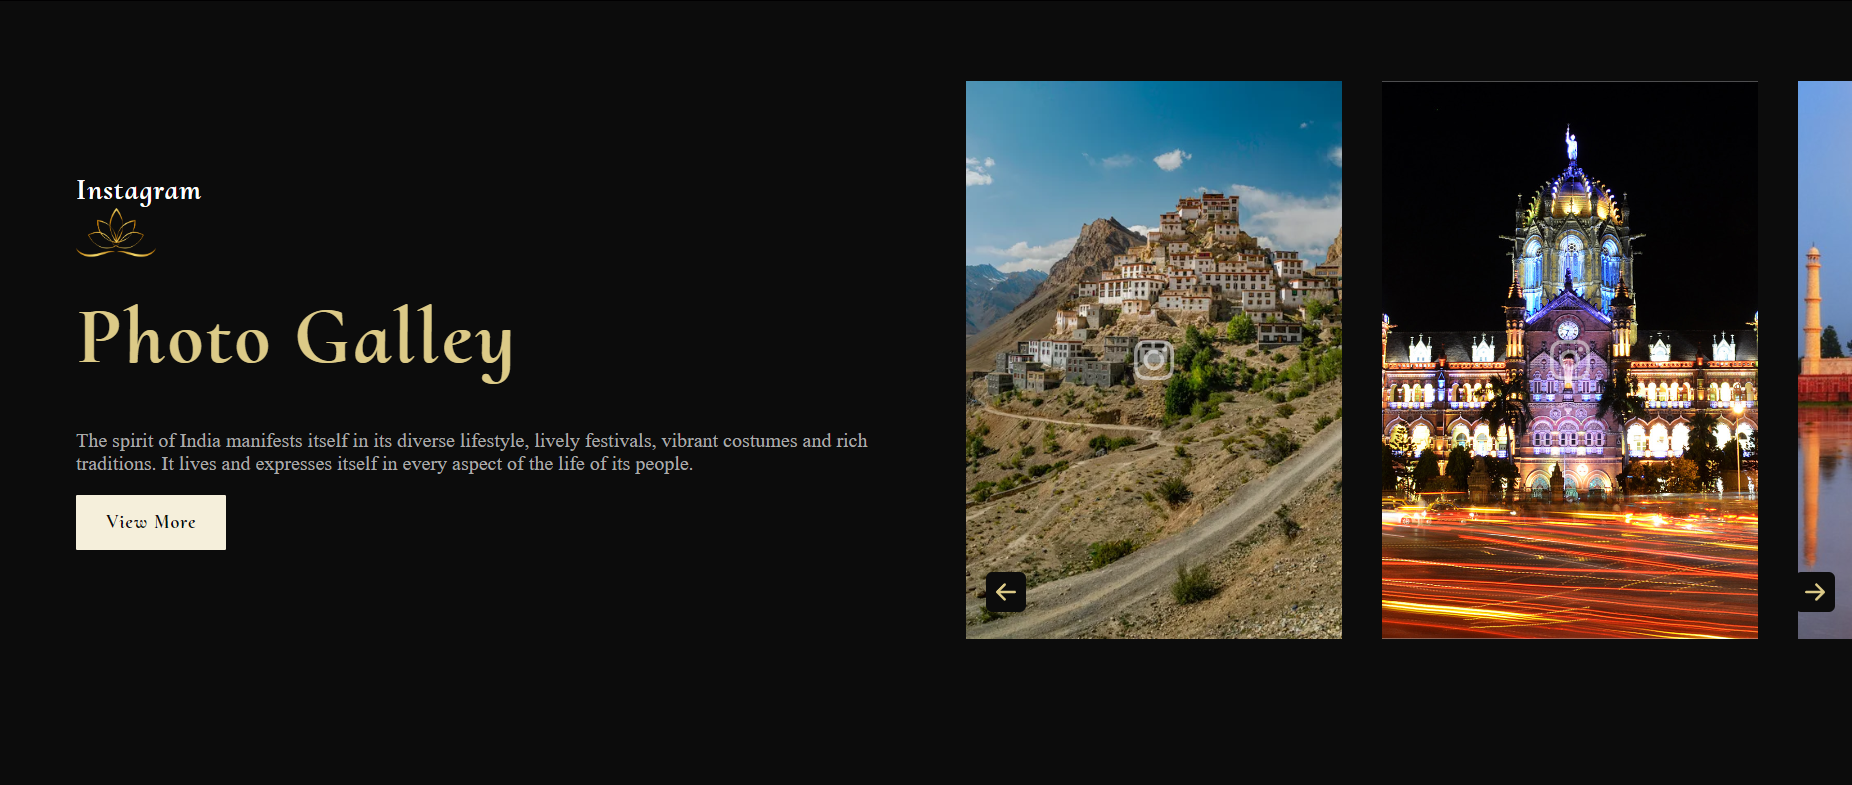 Instagram
Photo Galley
The spirit of India manifests itself in its diverse lifestyle, lively festivals, vibrant costumes and rich
traditions. It lives and expresses itself in every aspect of the life of its people.
View More